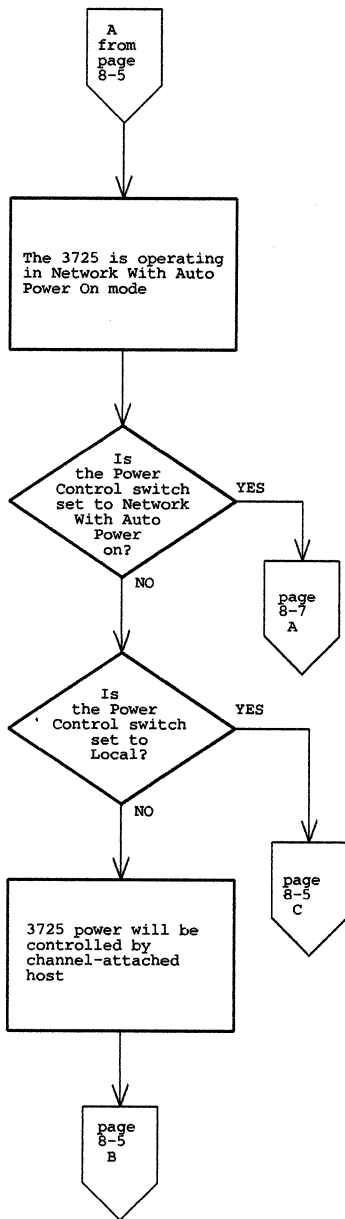 A
from
page
8-5
The 3725 is operating
in Network With Auto
Power On mode
Is
the Power
Control switch
set to Network
With Auto
Power
on?
YES
NO
page
8-7
A
Is
the Power
Control switch
set to
Local?
YES
NO
page
8-5
C
3725 power will be
controlled by
channel-attached
host
page
8-5
B